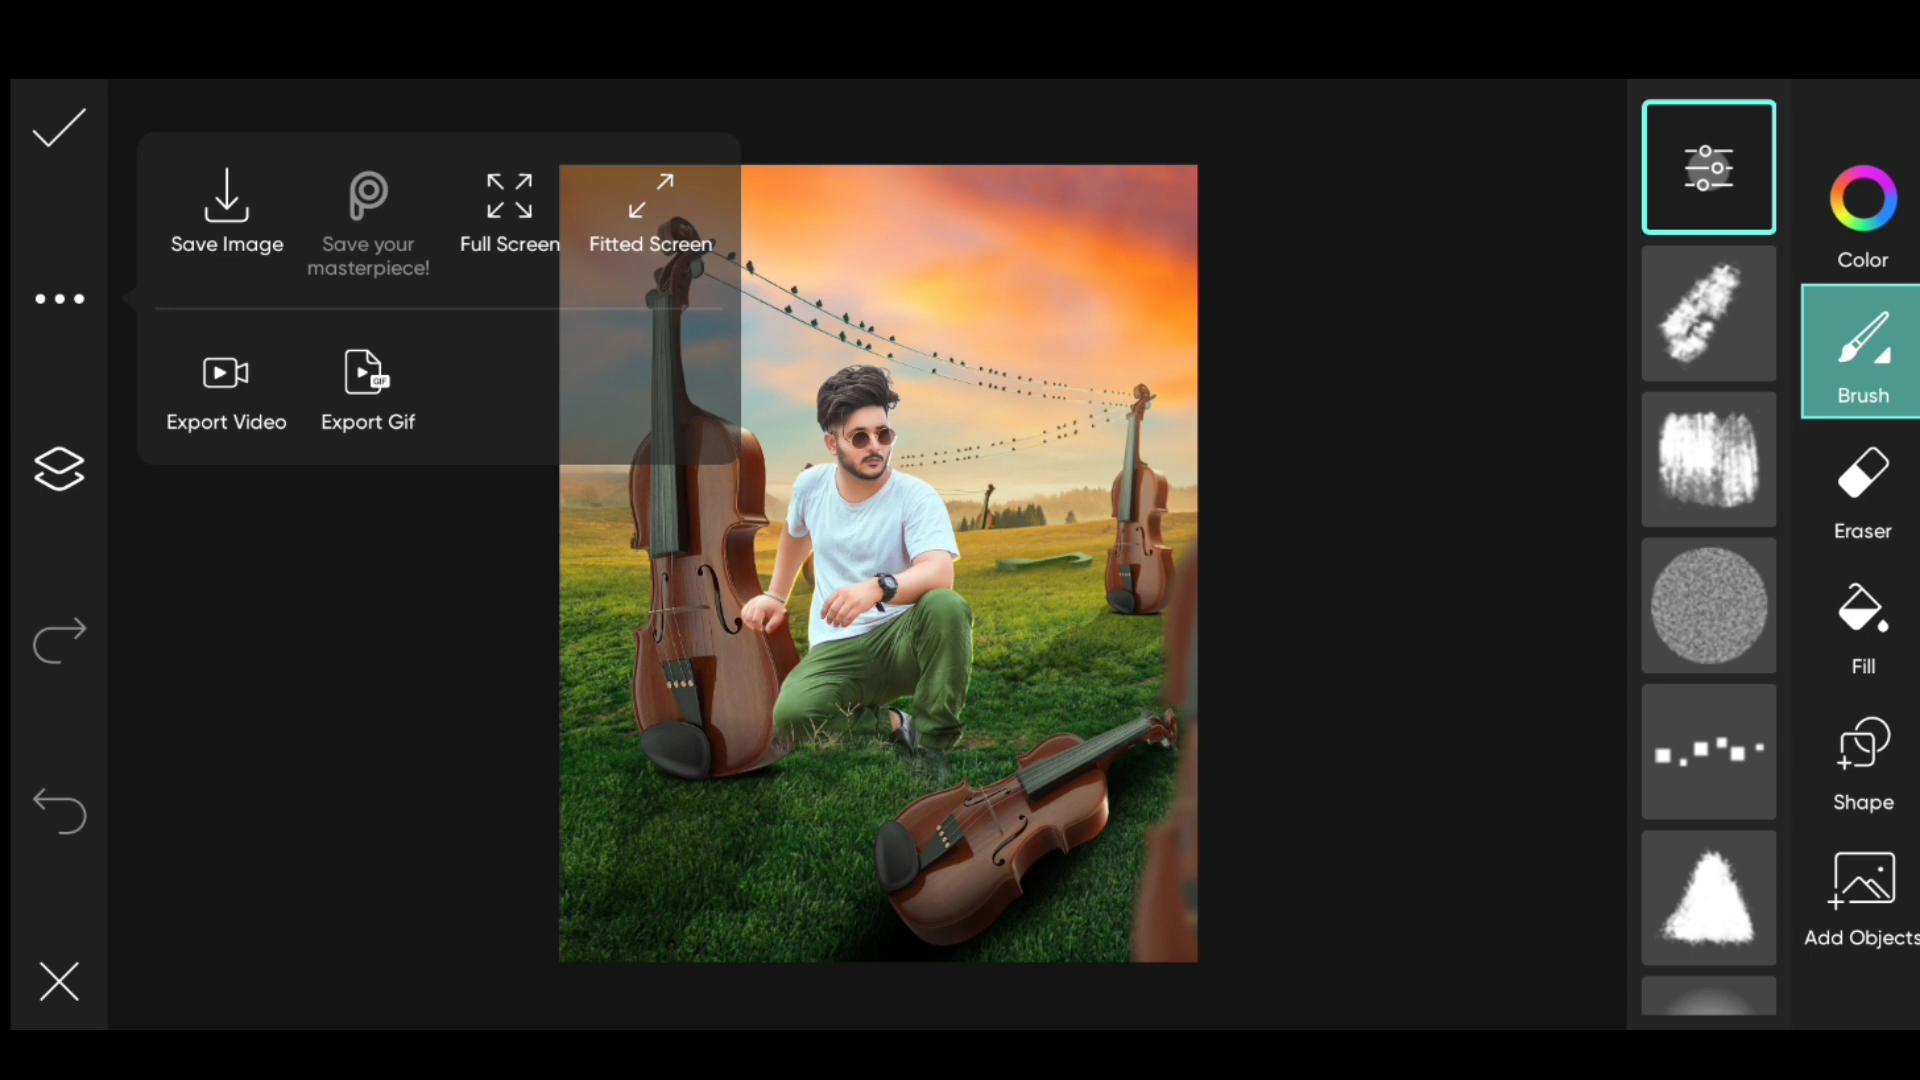 Save Image
Save your
masterpiece!
Full Screen
Fitted Screen
Export Video
GIF
Export Gif
Color
Brush
Eraser
Fill
Shape
Add Objects